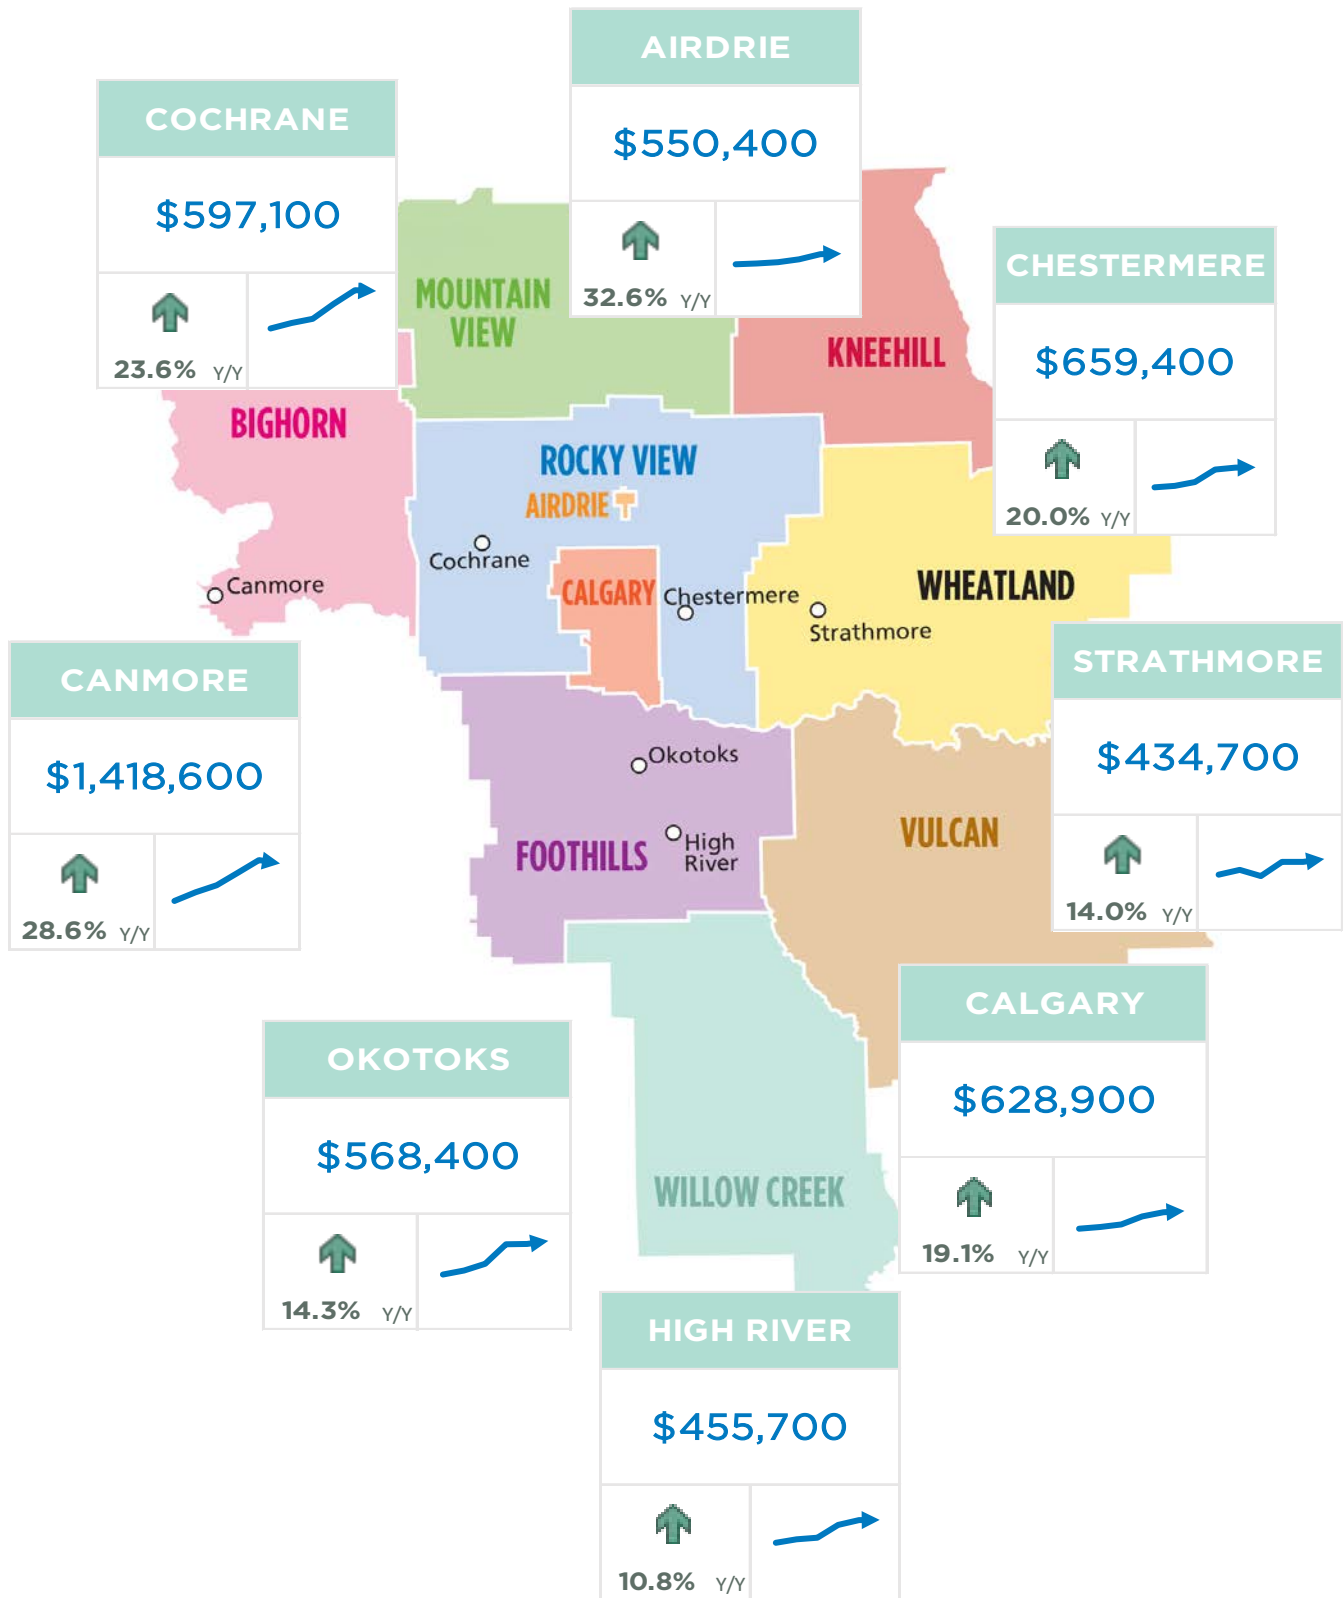 AIRDRIE
$550,400
32.6% Y/Y
COCHRANE
$597,100
23.6% Y/Y
CHESTERMERE
$659,400
20.0% Y/Y
MOUNTAIN
VIEW
KNEEHILL
BIGHORN
ROCKY VIEW
AIRDRIE
Cochrane
CALGARY
Chestermere
Canmore
WHEATLAND
Strathmore
CANMORE
$1,418,600
28.6% Y/Y
STRATHMORE
$434,700
14.0% Y/Y
Okotoks
High
River
FOOTHILLS
VULCAN
CALGARY
$628,900
19.1% Y/Y
OKOTOKS
$568,400
14.3% Y/Y
WILLOW CREEK
HIGH RIVER
$455,700
10.8% Y/Y